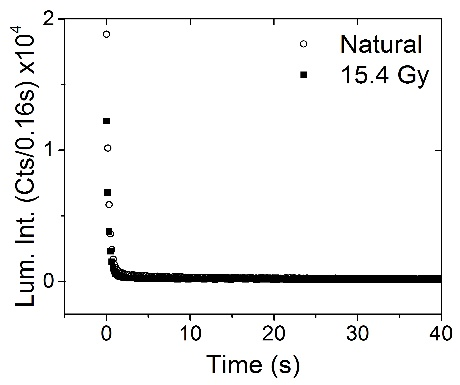 2
Natural
15.4 Gy
1
0
Lum. Int. (Cts/0.16s) x10⁴
0 10 20 30 40
Time (s)